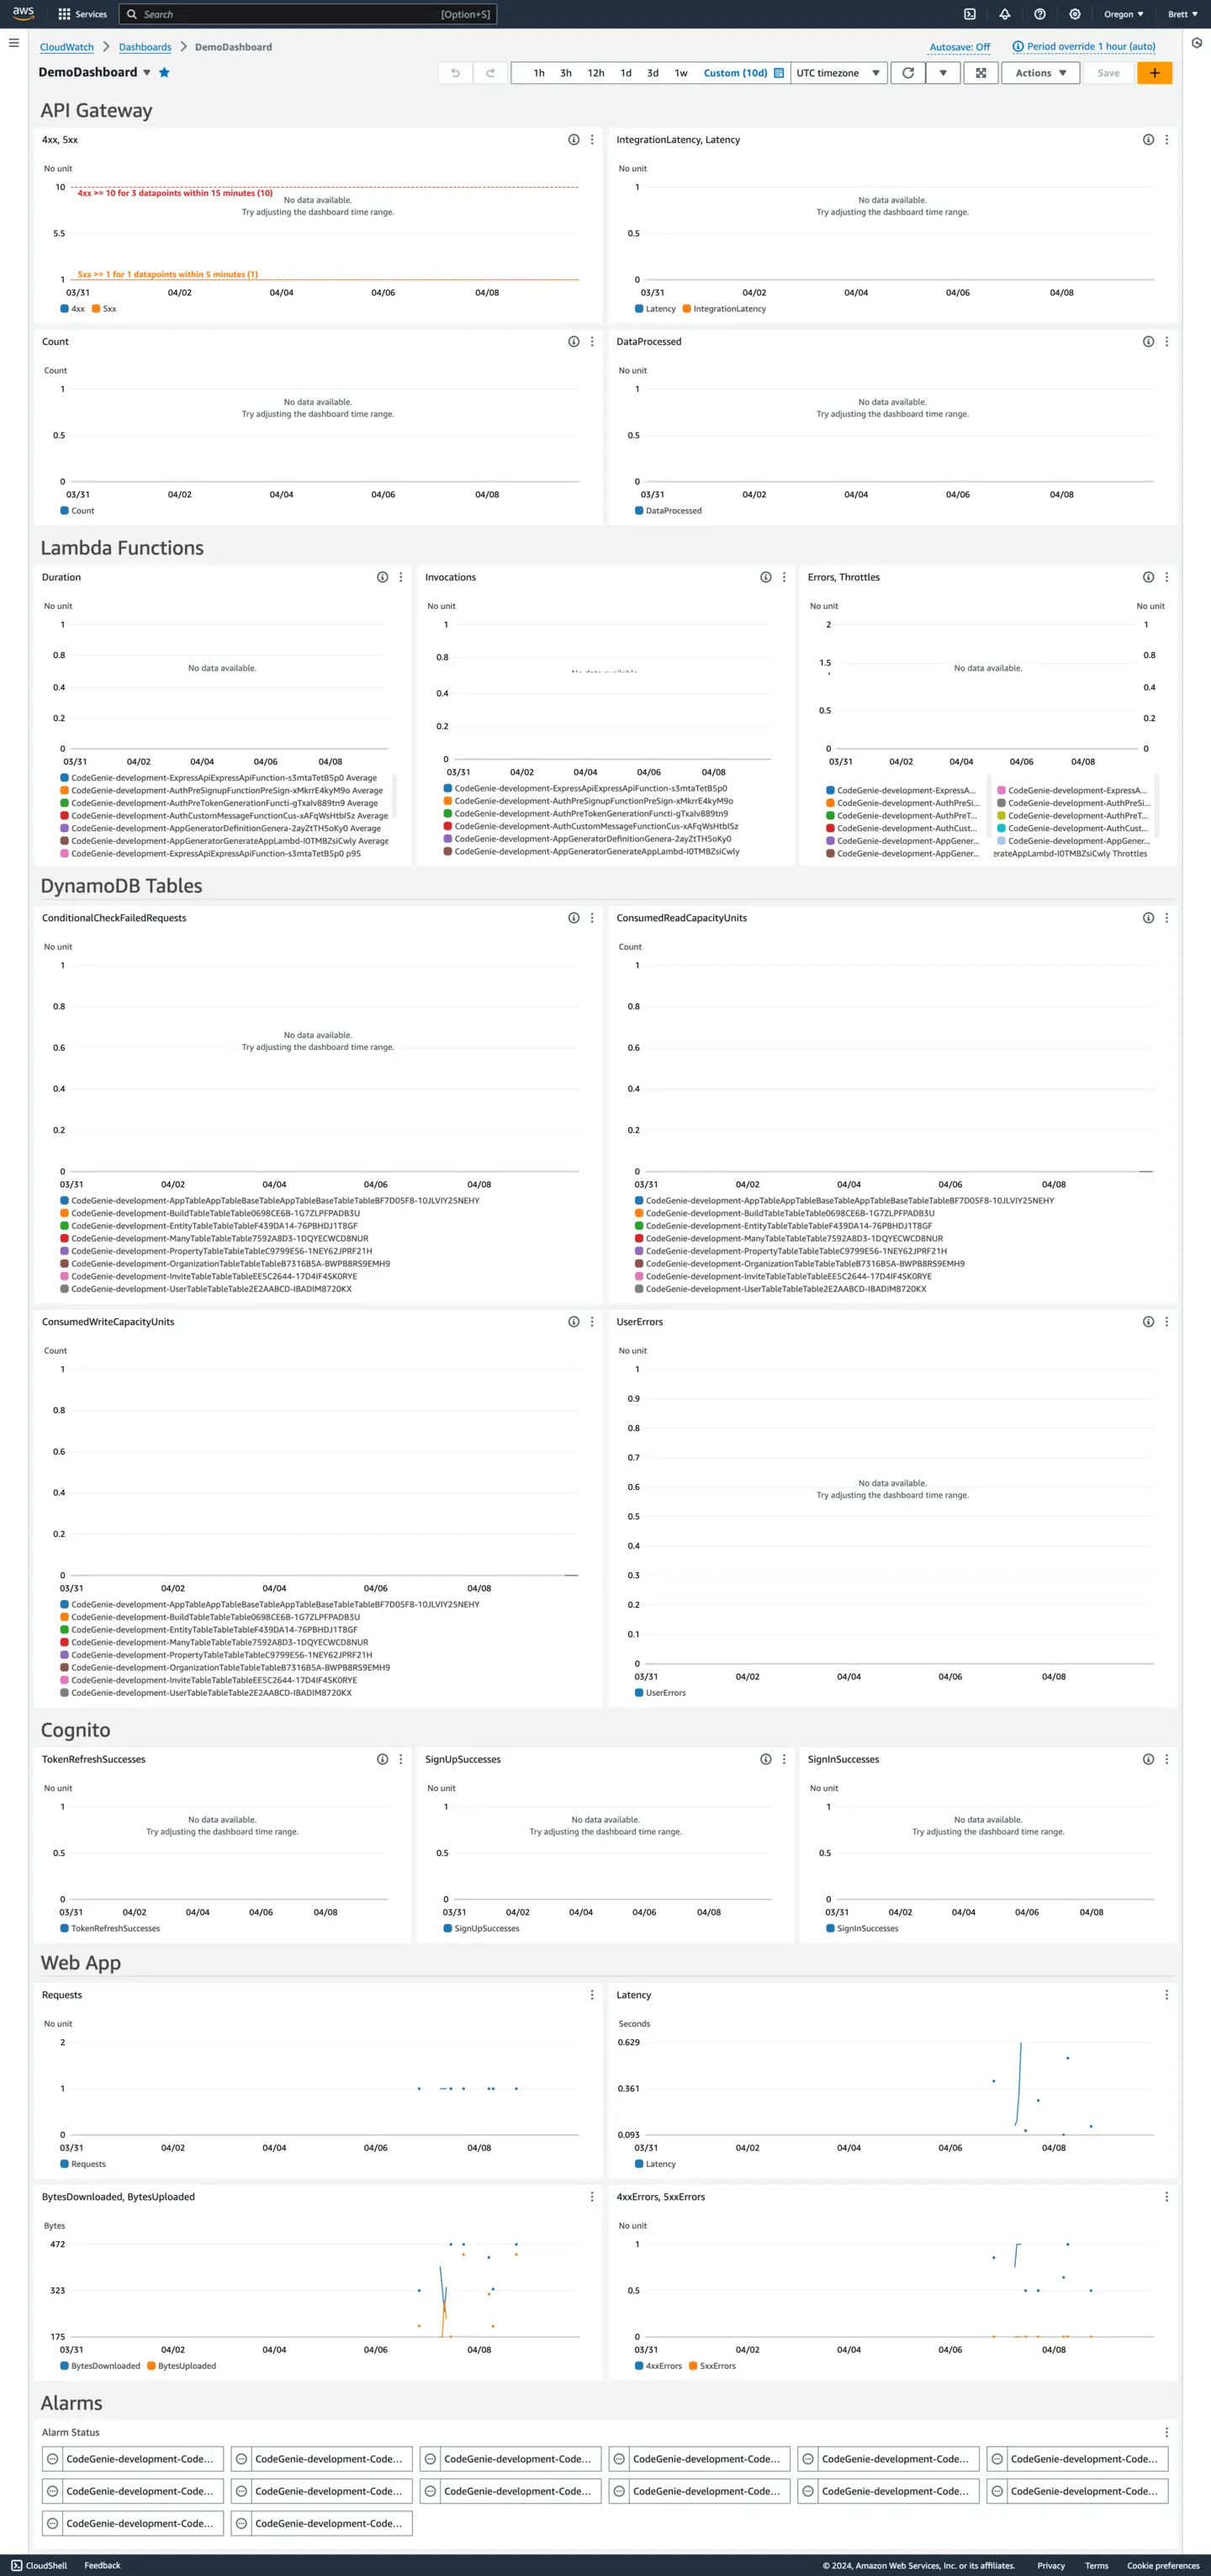 aws Services Search [Option+S] Oregon Brett
CloudWatch Dashboards DemoDashboard Autosave: Off Period override 1 hour (auto)
DemoDashboard 1h 3h 12h 1d 3d 1w Custom (10d) UTC timezone Actions Save
API Gateway
4xx, 5xx
No unit
10
4xx >= 10 for 3 datapoints within 15 minutes (10)
No data available.
Try adjusting the dashboard time range.
5.5
5xx >= 1 for 1 datapoints within 5 minutes (1)
1
03/31 04/02 04/04 04/06 04/08
4xx 5xx
IntegrationLatency, Latency
No unit
1
No data available.
Try adjusting the dashboard time range.
0.5
0
03/31 04/02 04/04 04/06 04/08
Latency IntegrationLatency
Count
Count
1
No data available.
Try adjusting the dashboard time range.
0.5
0
03/31 04/02 04/04 04/06 04/08
Count
DataProcessed
No unit
1
No data available.
Try adjusting the dashboard time range.
0.5
0
03/31 04/02 04/04 04/06 04/08
DataProcessed
Lambda Functions
Duration
No unit
1
0.8
No data available.
0.4
0.2
0
03/31 04/02 04/04 04/06 04/08
CodeGenie-development-ExpressApiExpressApiFunction-s3mtaTetB5p0 Average
CodeGenie-development-AuthPreSignupFunctionPreSign-xMkrrE4kyM9o Average
CodeGenie-development-AuthPreTokenGenerationFuncti-gTxaIv889tn9 Average
CodeGenie-development-AuthCustomMessageFunctionCus-xAFqWsHtbISz Average
CodeGenie-development-AppGeneratorDefinitionGenera-2ayZtTH5oKy0 Average
CodeGenie-development-AppGeneratorGenerateAppLambd-I0TMBZsiCwly Average
CodeGenie-development-ExpressApiExpressApiFunction-s3mtaTetB5p0 p95
Invocations
No unit
1
0.8
0.4
0.2
0
03/31 04/02 04/04 04/06 04/08
CodeGenie-development-ExpressApiExpressApiFunction-s3mtaTetB5p0
CodeGenie-development-AuthPreSignupFunctionPreSign-xMkrrE4kyM9o
CodeGenie-development-AuthPreTokenGenerationFuncti-gTxaIv889tn9
CodeGenie-development-AuthCustomMessageFunctionCus-xAFqWsHtbISz
CodeGenie-development-AppGeneratorDefinitionGenera-2ayZtTH5oKy0
CodeGenie-development-AppGeneratorGenerateAppLambd-I0TMBZsiCwly
Errors, Throttles
No unit No unit
2 1
0.8
1.5
No data available.
0.4
0.5 0.2
0 0
03/31 04/02 04/04 04/06 04/08
CodeGenie-development-ExpressA... CodeGenie-development-ExpressA...
CodeGenie-development-AuthPreSi... CodeGenie-development-AuthPreSi...
CodeGenie-development-AuthPreT... CodeGenie-development-AuthPreT...
CodeGenie-development-AuthCust... CodeGenie-development-AuthCust...
CodeGenie-development-AppGener... CodeGenie-development-AppGener...
CodeGenie-development-AppGener... erateAppLambd-I0TMBZsiCwly Throttles
DynamoDB Tables
ConditionalCheckFailedRequests
No unit
1
0.8
No data available.
Try adjusting the dashboard time range.
0.6
0.4
0.2
0
03/31 04/02 04/04 04/06 04/08
CodeGenie-development-AppTableAppTableBaseTableAppTableBaseTableTableBF7D05F8-10JLVIY25NEHY
CodeGenie-development-BuildTableTableTable0698CE6B-1G7ZLPFPADB3U
CodeGenie-development-EntityTableTableTableF439DA14-76PBHDJ1T8GF
CodeGenie-development-ManyTableTableTable7592A8D3-1DQYECWCD8NUR
CodeGenie-development-PropertyTableTableTableC9799E56-1NEY62JPRF21H
CodeGenie-development-OrganizationTableTableTableB7316B5A-BWPB8RS9EMH9
CodeGenie-development-InviteTableTableTableEE5C2644-17D4IF4SK0RYE
CodeGenie-development-UserTableTableTable2E2AABCD-IBADIM8720KX
ConsumedReadCapacityUnits
Count
1
0.8
0.6
0.4
0.2
0
03/31 04/02 04/04 04/06 04/08
CodeGenie-development-AppTableAppTableBaseTableAppTableBaseTableTableBF7D05F8-10JLVIY25NEHY
CodeGenie-development-BuildTableTableTable0698CE6B-1G7ZLPFPADB3U
CodeGenie-development-EntityTableTableTableF439DA14-76PBHDJ1T8GF
CodeGenie-development-ManyTableTableTable7592A8D3-1DQYECWCD8NUR
CodeGenie-development-PropertyTableTableTableC9799E56-1NEY62JPRF21H
CodeGenie-development-OrganizationTableTableTableB7316B5A-BWPB8RS9EMH9
CodeGenie-development-InviteTableTableTableEE5C2644-17D4IF4SK0RYE
CodeGenie-development-UserTableTableTable2E2AABCD-IBADIM8720KX
ConsumedWriteCapacityUnits
Count
1
0.8
0.6
0.4
0.2
0
03/31 04/02 04/04 04/06 04/08
CodeGenie-development-AppTableAppTableBaseTableAppTableBaseTableTableBF7D05F8-10JLVIY25NEHY
CodeGenie-development-BuildTableTableTable0698CE6B-1G7ZLPFPADB3U
CodeGenie-development-EntityTableTableTableF439DA14-76PBHDJ1T8GF
CodeGenie-development-ManyTableTableTable7592A8D3-1DQYECWCD8NUR
CodeGenie-development-PropertyTableTableTableC9799E56-1NEY62JPRF21H
CodeGenie-development-OrganizationTableTableTableB7316B5A-BWPB8RS9EMH9
CodeGenie-development-InviteTableTableTableEE5C2644-17D4IF4SK0RYE
CodeGenie-development-UserTableTableTable2E2AABCD-IBADIM8720KX
UserErrors
No unit
1
0.9
0.8
0.7
No data available.
0.6
Try adjusting the dashboard time range.
0.5
0.4
0.3
0.2
0.1
0
03/31 04/02 04/04 04/06 04/08
UserErrors
Cognito
TokenRefreshSuccesses
No unit
1
No data available.
Try adjusting the dashboard time range.
0.5
0
03/31 04/02 04/04 04/06 04/08
TokenRefreshSuccesses
SignUpSuccesses
No unit
1
No data available.
Try adjusting the dashboard time range.
0.5
0
03/31 04/02 04/04 04/06 04/08
SignUpSuccesses
SignInSuccesses
No unit
1
No data available.
Try adjusting the dashboard time range.
0.5
0
03/31 04/02 04/04 04/06 04/08
SignInSuccesses
Web App
Requests
No unit
2
1
0
03/31 04/02 04/04 04/06 04/08
Requests
Latency
Seconds
0.629
0.361
0.093
03/31 04/02 04/04 04/06 04/08
Latency
BytesDownloaded, BytesUploaded
Bytes
472
323
175
03/31 04/02 04/04 04/06 04/08
BytesDownloaded BytesUploaded
4xxErrors, 5xxErrors
No unit
1
0.5
0
03/31 04/02 04/04 04/06 04/08
4xxErrors 5xxErrors
Alarms
Alarm Status
CodeGenie-development-Code... CodeGenie-development-Code... CodeGenie-development-Code... CodeGenie-development-Code... CodeGenie-development-Code... CodeGenie-development-Code...
CodeGenie-development-Code... CodeGenie-development-Code... CodeGenie-development-Code... CodeGenie-development-Code... CodeGenie-development-Code... CodeGenie-development-Code...
CodeGenie-development-Code... CodeGenie-development-Code...
CloudShell Feedback © 2024, Amazon Web Services, Inc. or its affiliates. Privacy Terms Cookie preferences